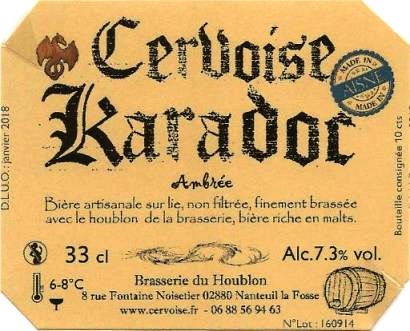 Cervoise
Karadoc
MADE IN
AISNE
MADE IN
Ambrée
Bière artisanale sur lie, non filtrée, finement brassée
avec le houblon de la brasserie, bière riche en malts.
33 cl
Alc.7.3% vol.
6-8°C
Brasserie du Houblon
8 rue Fontaine Noisetier 02880 Nanteuil la Fosse
www.cervoise.fr - 06 88 56 94 63
N°Lot : 160914
D.L.U.O.: janvier 2018
Bouteille consignée 10 cts